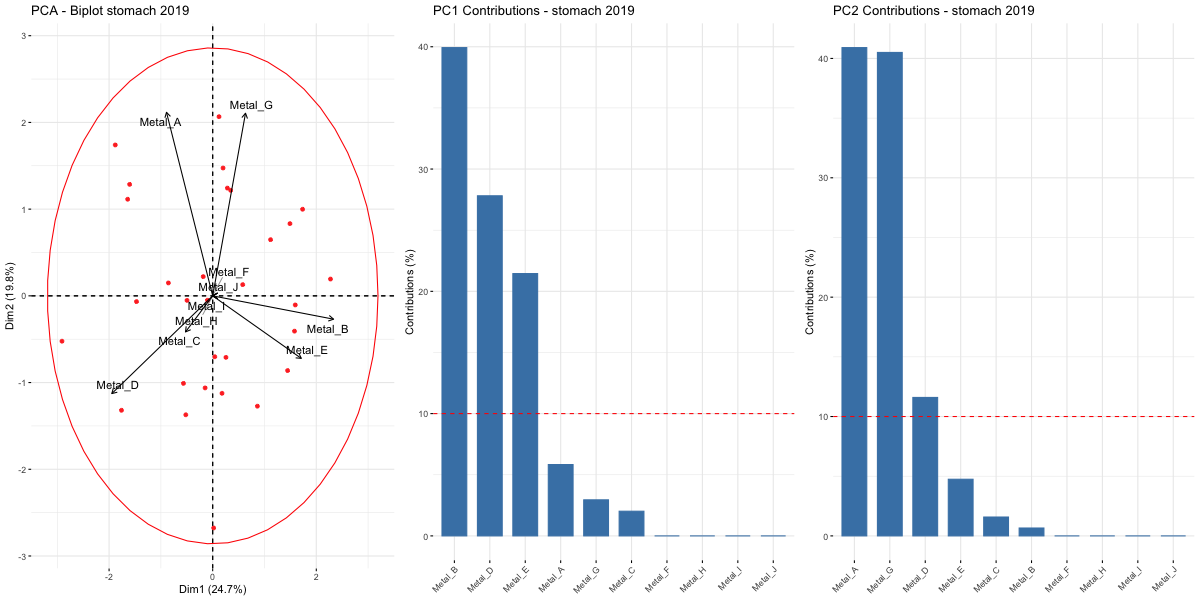 PCA - Biplot stomach 2019
3
2
1
0
-1
-2
-3
-2
0
2
Dim1 (24.7%)
Dim2 (19.8%)
Metal_A
Metal_G
Metal_F
Metal_J
Metal_I
Metal_H
Metal_C
Metal_B
Metal_E
Metal_D
PC1 Contributions - stomach 2019
Contributions (%)
40
30
20
10
0
Metal_B
Metal_D
Metal_E
Metal_A
Metal_G
Metal_C
Metal_F
Metal_H
Metal_I
Metal_J
PC2 Contributions - stomach 2019
Contributions (%)
40
30
20
10
0
Metal_A
Metal_G
Metal_D
Metal_E
Metal_C
Metal_B
Metal_F
Metal_H
Metal_I
Metal_J